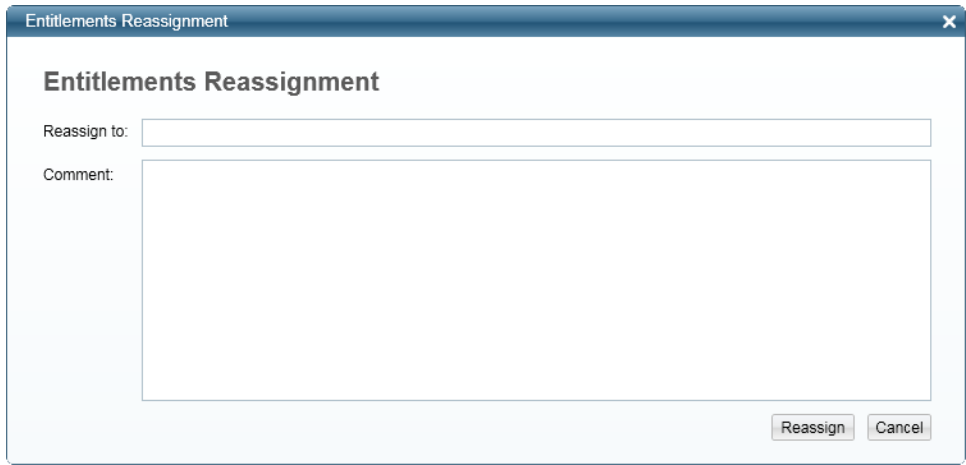 Entitlements Reassignment
Entitlements Reassignment
Reassign to:
Comment:
Reassign Cancel